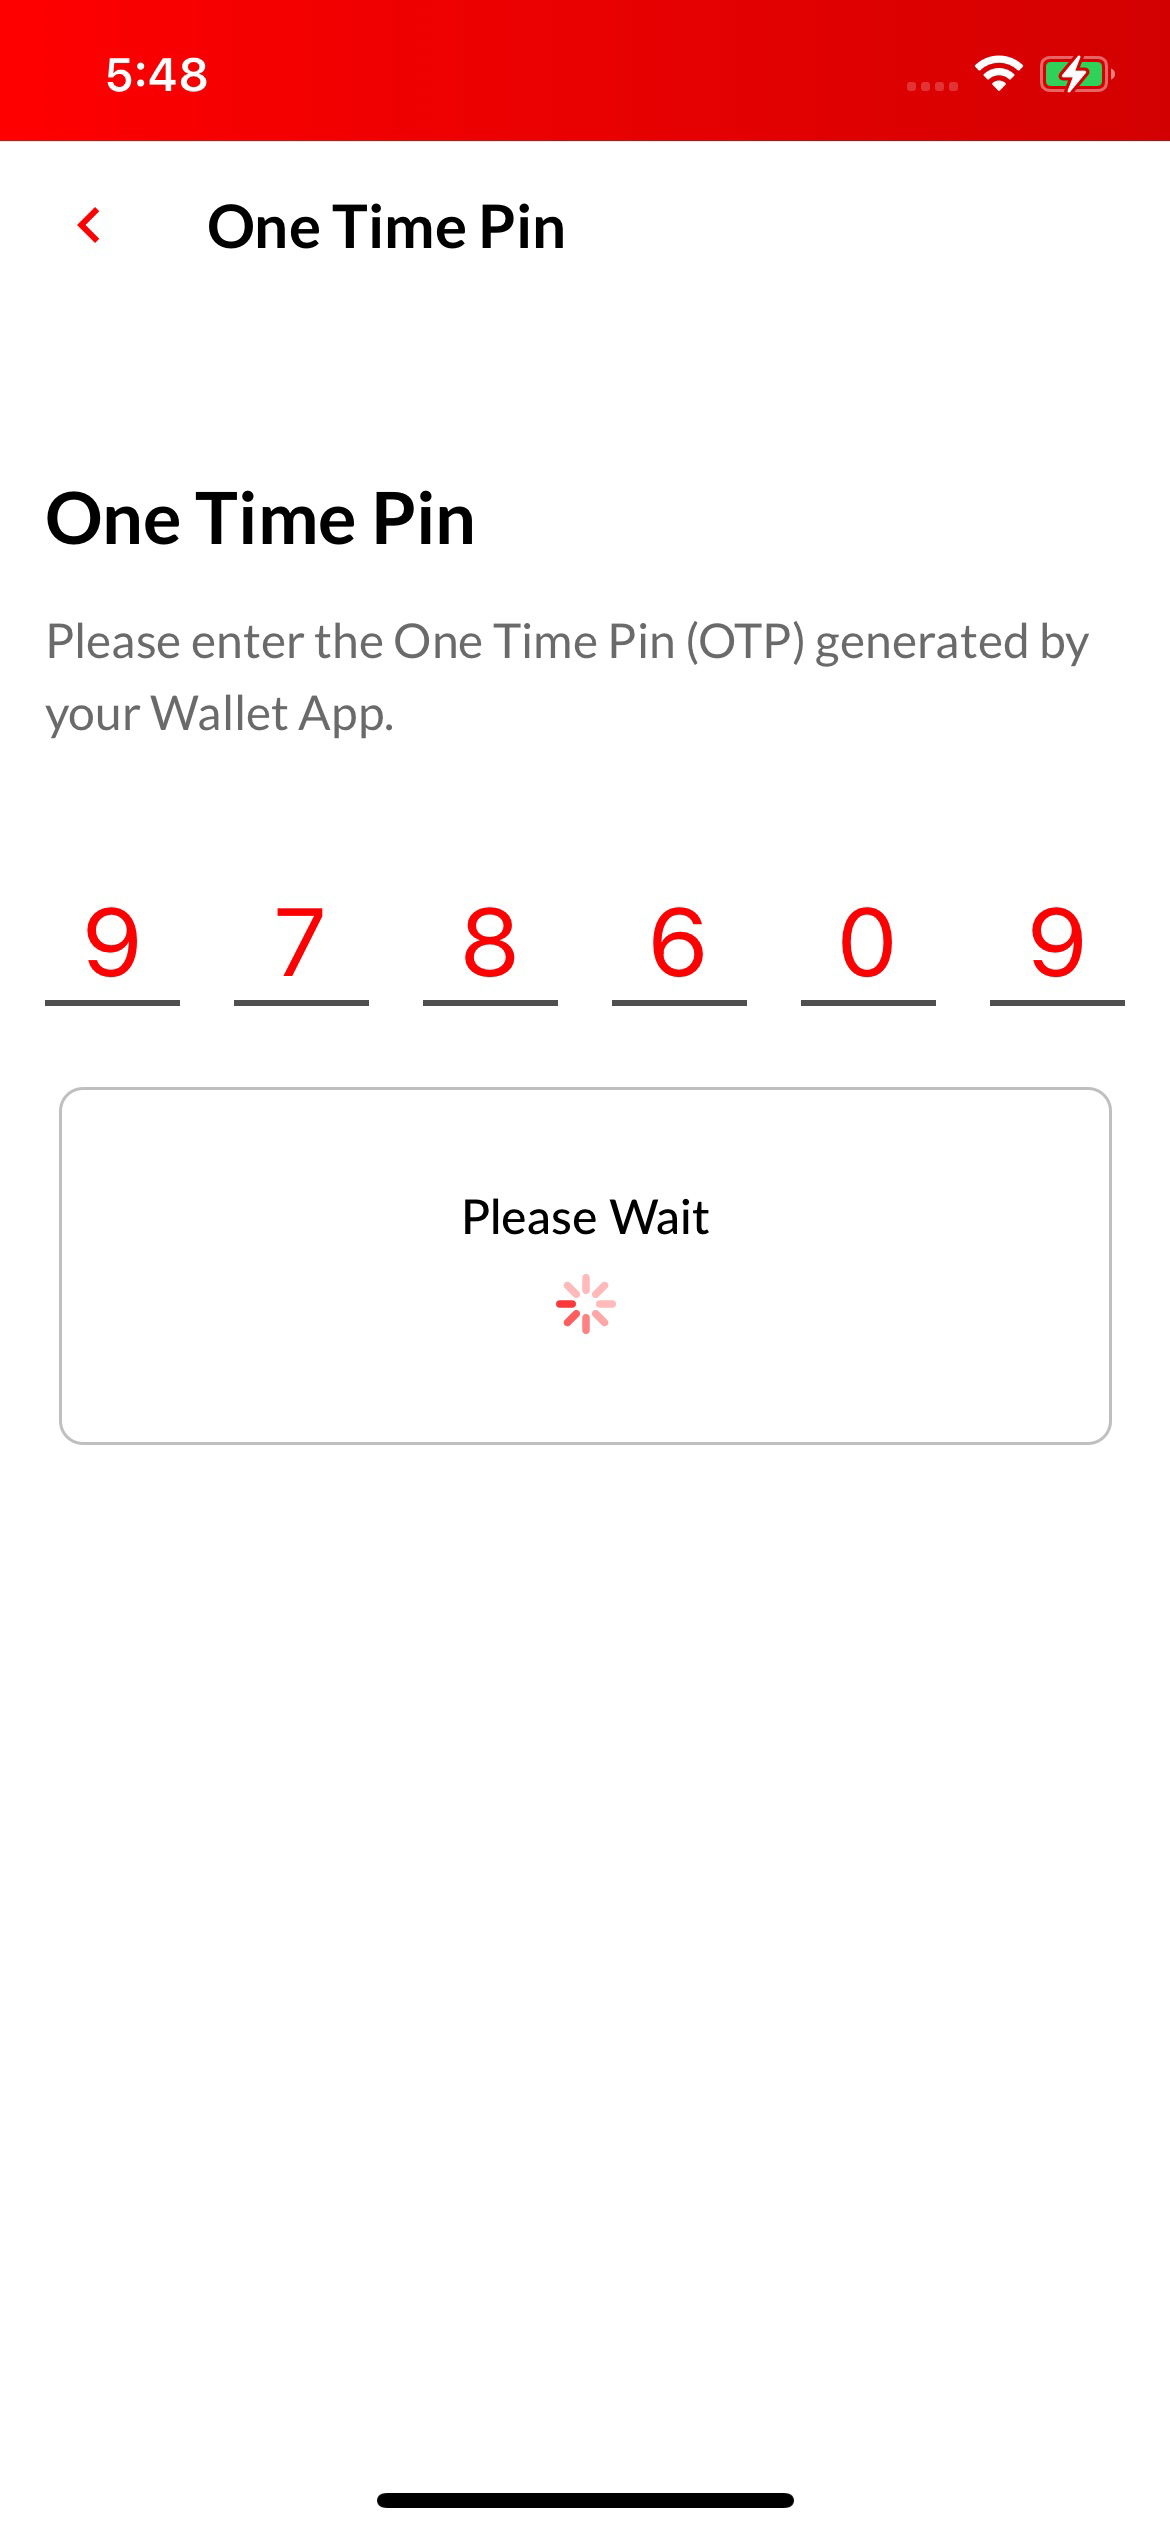 5:48
One Time Pin
One Time Pin
Please enter the One Time Pin (OTP) generated by
your Wallet App.
9 7 8 6 0 9
Please Wait